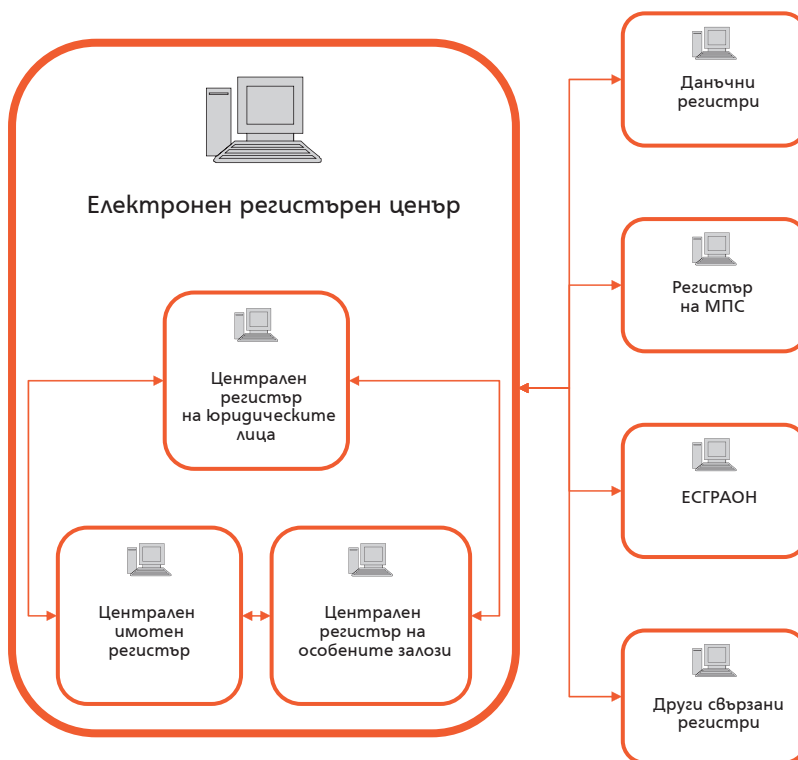 Електронен регистърен ценър
Централен
регистър
на юридическите
лица
Централен
имотен
регистър
Централен
регистър на
особените залози
Данъчни
регистри
Регистър
на МПС
ЕСГРАОН
Други свързани
регистри